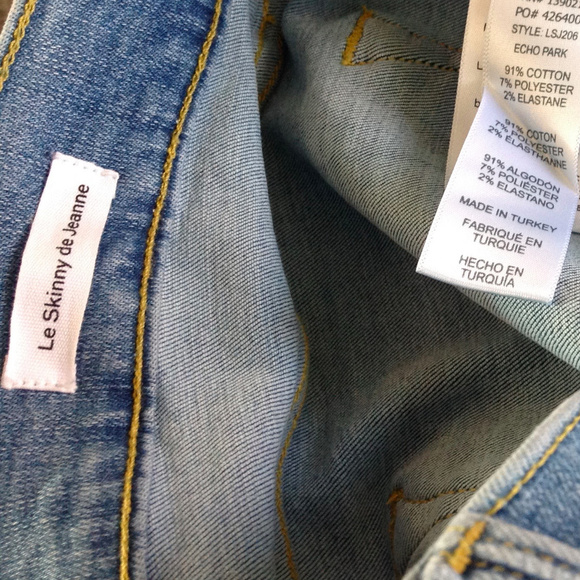 Le Skinny de Jeanne
PO# 426400
STYLE: LSJ206
ECHO PARK
91% COTTON
7% POLYESTER
2% ELASTANE
91% COTON
7% POLYESTER
2% ÉLASTHANNE
91% ALGODÓN
7% POLIÉSTER
2% ELASTANO
MADE IN TURKEY
FABRIQUÉ EN
TURQUIE
HECHO EN
TURQUÍA